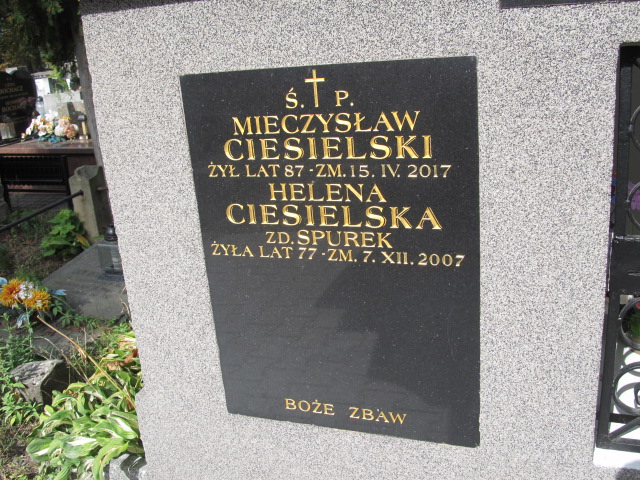 Ś. P.
MIECZYSŁAW
CIESIELSKI
ŻYŁ LAT 87 · ZM. 15. IV. 2017
HELENA
CIESIELSKA
ZD. SPUREK
ŻYŁA LAT 77 · ZM. 7. XII. 2007
BOŻE ZBAW